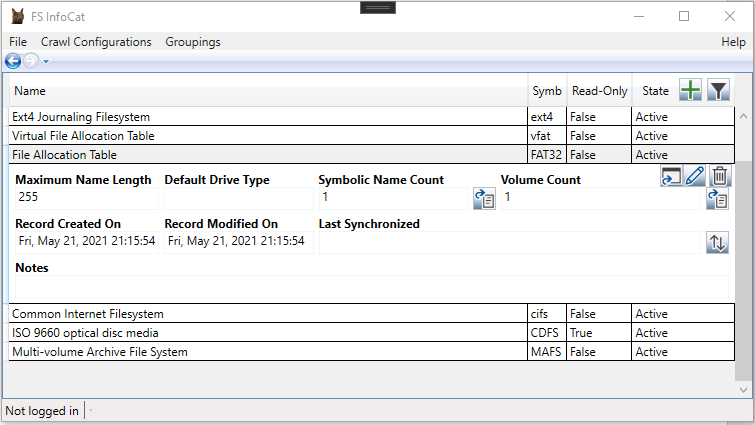 FS InfoCat
File Crawl Configurations Groupings Help
Name Symb Read-Only State
Ext4 Journaling Filesystem ext4 False Active
Virtual File Allocation Table vfat False Active
File Allocation Table FAT32 False Active
Maximum Name Length Default Drive Type Symbolic Name Count Volume Count
255 1 1
Record Created On Record Modified On Last Synchronized
Fri, May 21, 2021 21:15:54 Fri, May 21, 2021 21:15:54
Notes
Common Internet Filesystem cifs False Active
ISO 9660 optical disc media CDFS True Active
Multi-volume Archive File System MAFS False Active
Not logged in